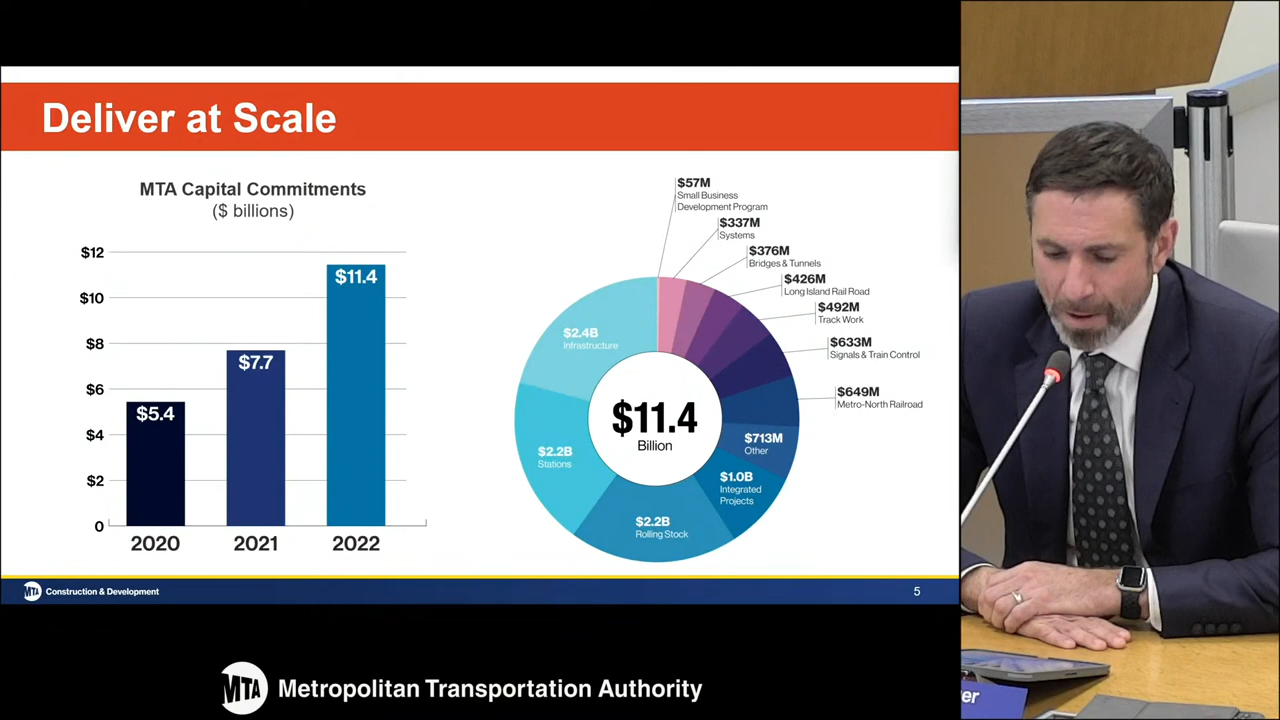 Deliver at Scale
MTA Capital Commitments
($ billions)
$12
$10
$8
$6
$4
$2
0
$5.4
$7.7
$11.4
2020
2021
2022
$57M
Small Business
Development Program
$337M
Systems
$376M
Bridges & Tunnels
$426M
Long Island Rail Road
$492M
Track Work
$633M
Signals & Train Control
$649M
Metro-North Railroad
$713M
Other
$1.0B
Integrated
Projects
$2.2B
Rolling Stock
$2.2B
Stations
$2.4B
Infrastructure
$11.4
Billion
MTA Construction & Development
5
MTA Metropolitan Transportation Authority